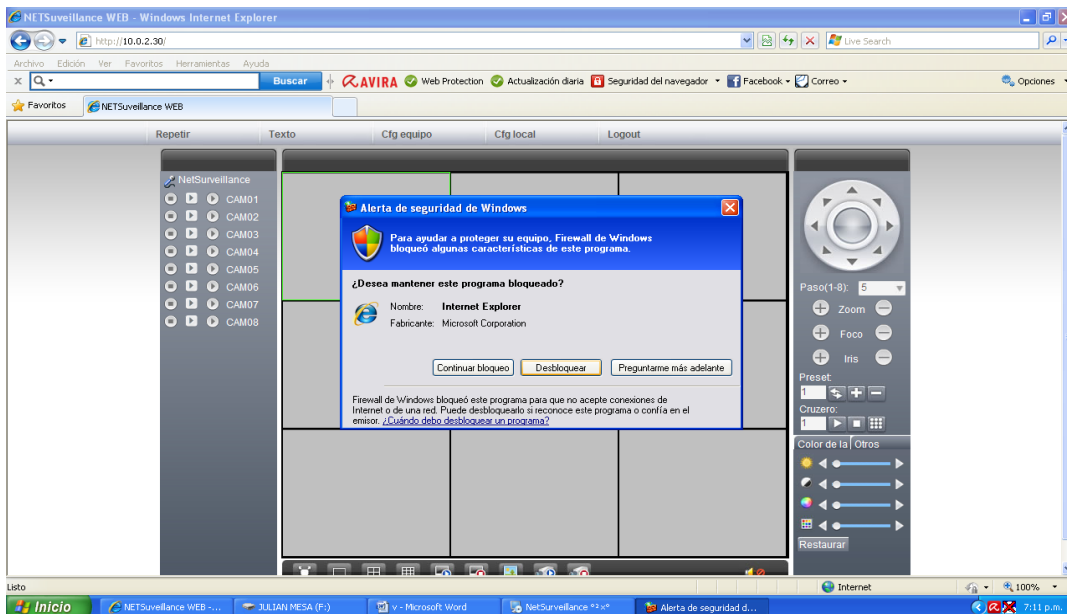 NETSuveillance WEB - Windows Internet Explorer
http://10.0.2.30/
Live Search
Archivo Edición Ver Favoritos Herramientas Ayuda
x Buscar AVIRA Web Protection Actualización diaria Seguridad del navegador Facebook Correo Opciones
Favoritos NETSuveillance WEB
Repetir Texto Cfg equipo Cfg local Logout
NetSurveillance
CAM01
CAM02
CAM03
CAM04
CAM05
CAM06
CAM07
CAM08
Alerta de seguridad de Windows
Para ayudar a proteger su equipo, Firewall de Windows
bloqueó algunas características de este programa.
¿Desea mantener este programa bloqueado?
Nombre: Internet Explorer
Fabricante: Microsoft Corporation
Continuar bloqueo Desbloquear Preguntarme más adelante
Firewall de Windows bloqueó este programa para que no acepte conexiones de
Internet o de una red. Puede desbloquearlo si reconoce este programa o confía en el
emisor. ¿Cuándo debo desbloquear un programa?
Paso(1-8): 5
Zoom
Foco
Iris
Preset:
1
Cruzero:
1
Color de la Otros
Restaurar
Listo Internet 100%
Inicio NETSuveillance WEB -... JULIAN MESA (F:) v - Microsoft Word NetSurveillance Alerta de seguridad d... 7:11 p.m.